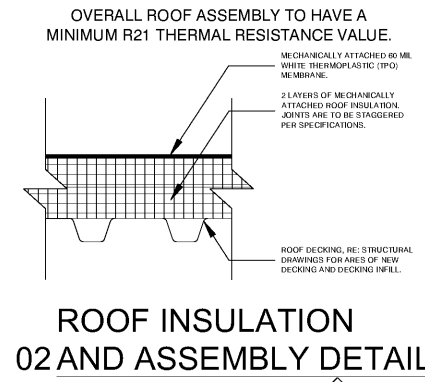 OVERALL ROOF ASSEMBLY TO HAVE A
MINIMUM R21 THERMAL RESISTANCE VALUE.
MECHANICALLY ATTACHED 60 MIL
WHITE THERMOPLASTIC (TPO)
MEMBRANE.
2 LAYERS OF MECHANICALLY
ATTACHED ROOF INSULATION.
JOINTS ARE TO BE STAGGERED
PER SPECIFICATIONS.
ROOF DECKING, RE: STRUCTURAL
DRAWINGS FOR ARES OF NEW
DECKING AND DECKING INFILL.
ROOF INSULATION
02 AND ASSEMBLY DETAIL